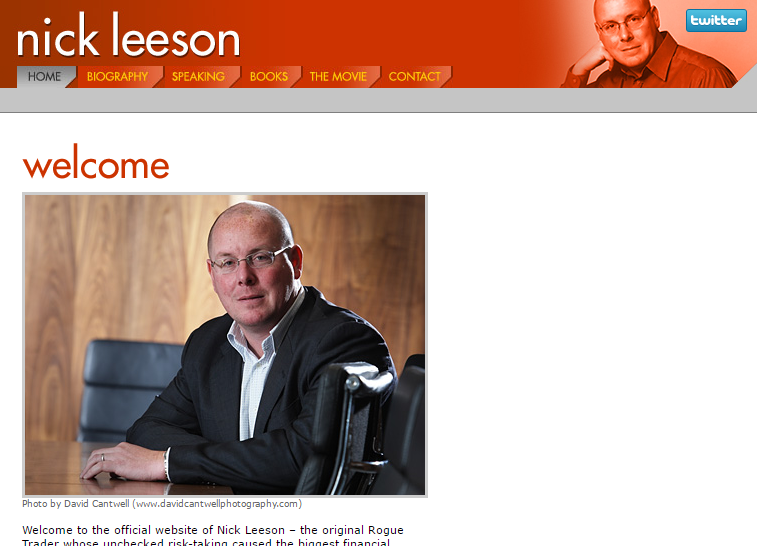 nick leeson
twitter
HOME BIOGRAPHY SPEAKING BOOKS THE MOVIE CONTACT
welcome
Photo by David Cantwell (www.davidcantwellphotography.com)
Welcome to the official website of Nick Leeson – the original Rogue
Trader whose unchecked risk-taking caused the biggest financial